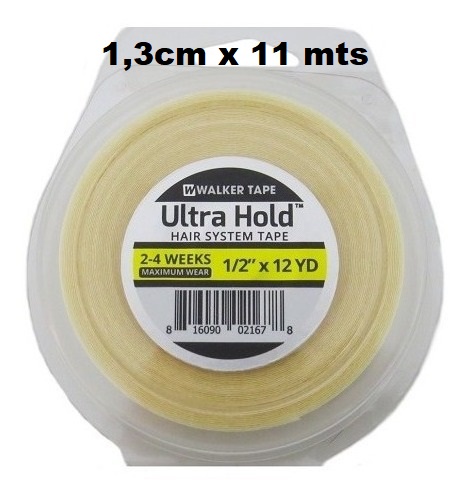 1,3cm x 11 mts
W WALKER TAPE
Ultra Hold™
HAIR SYSTEM TAPE
2-4 WEEKS
MAXIMUM WEAR
1/2" x 12 YD
8 16090 02167 8